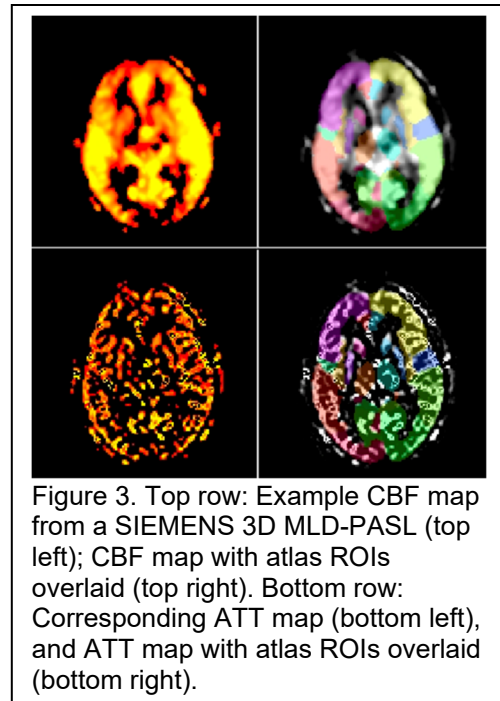 Figure 3. Top row: Example CBF map
from a SIEMENS 3D MLD-PASL (top
left); CBF map with atlas ROIs
overlaid (top right). Bottom row:
Corresponding ATT map (bottom left),
and ATT map with atlas ROIs overlaid
(bottom right).